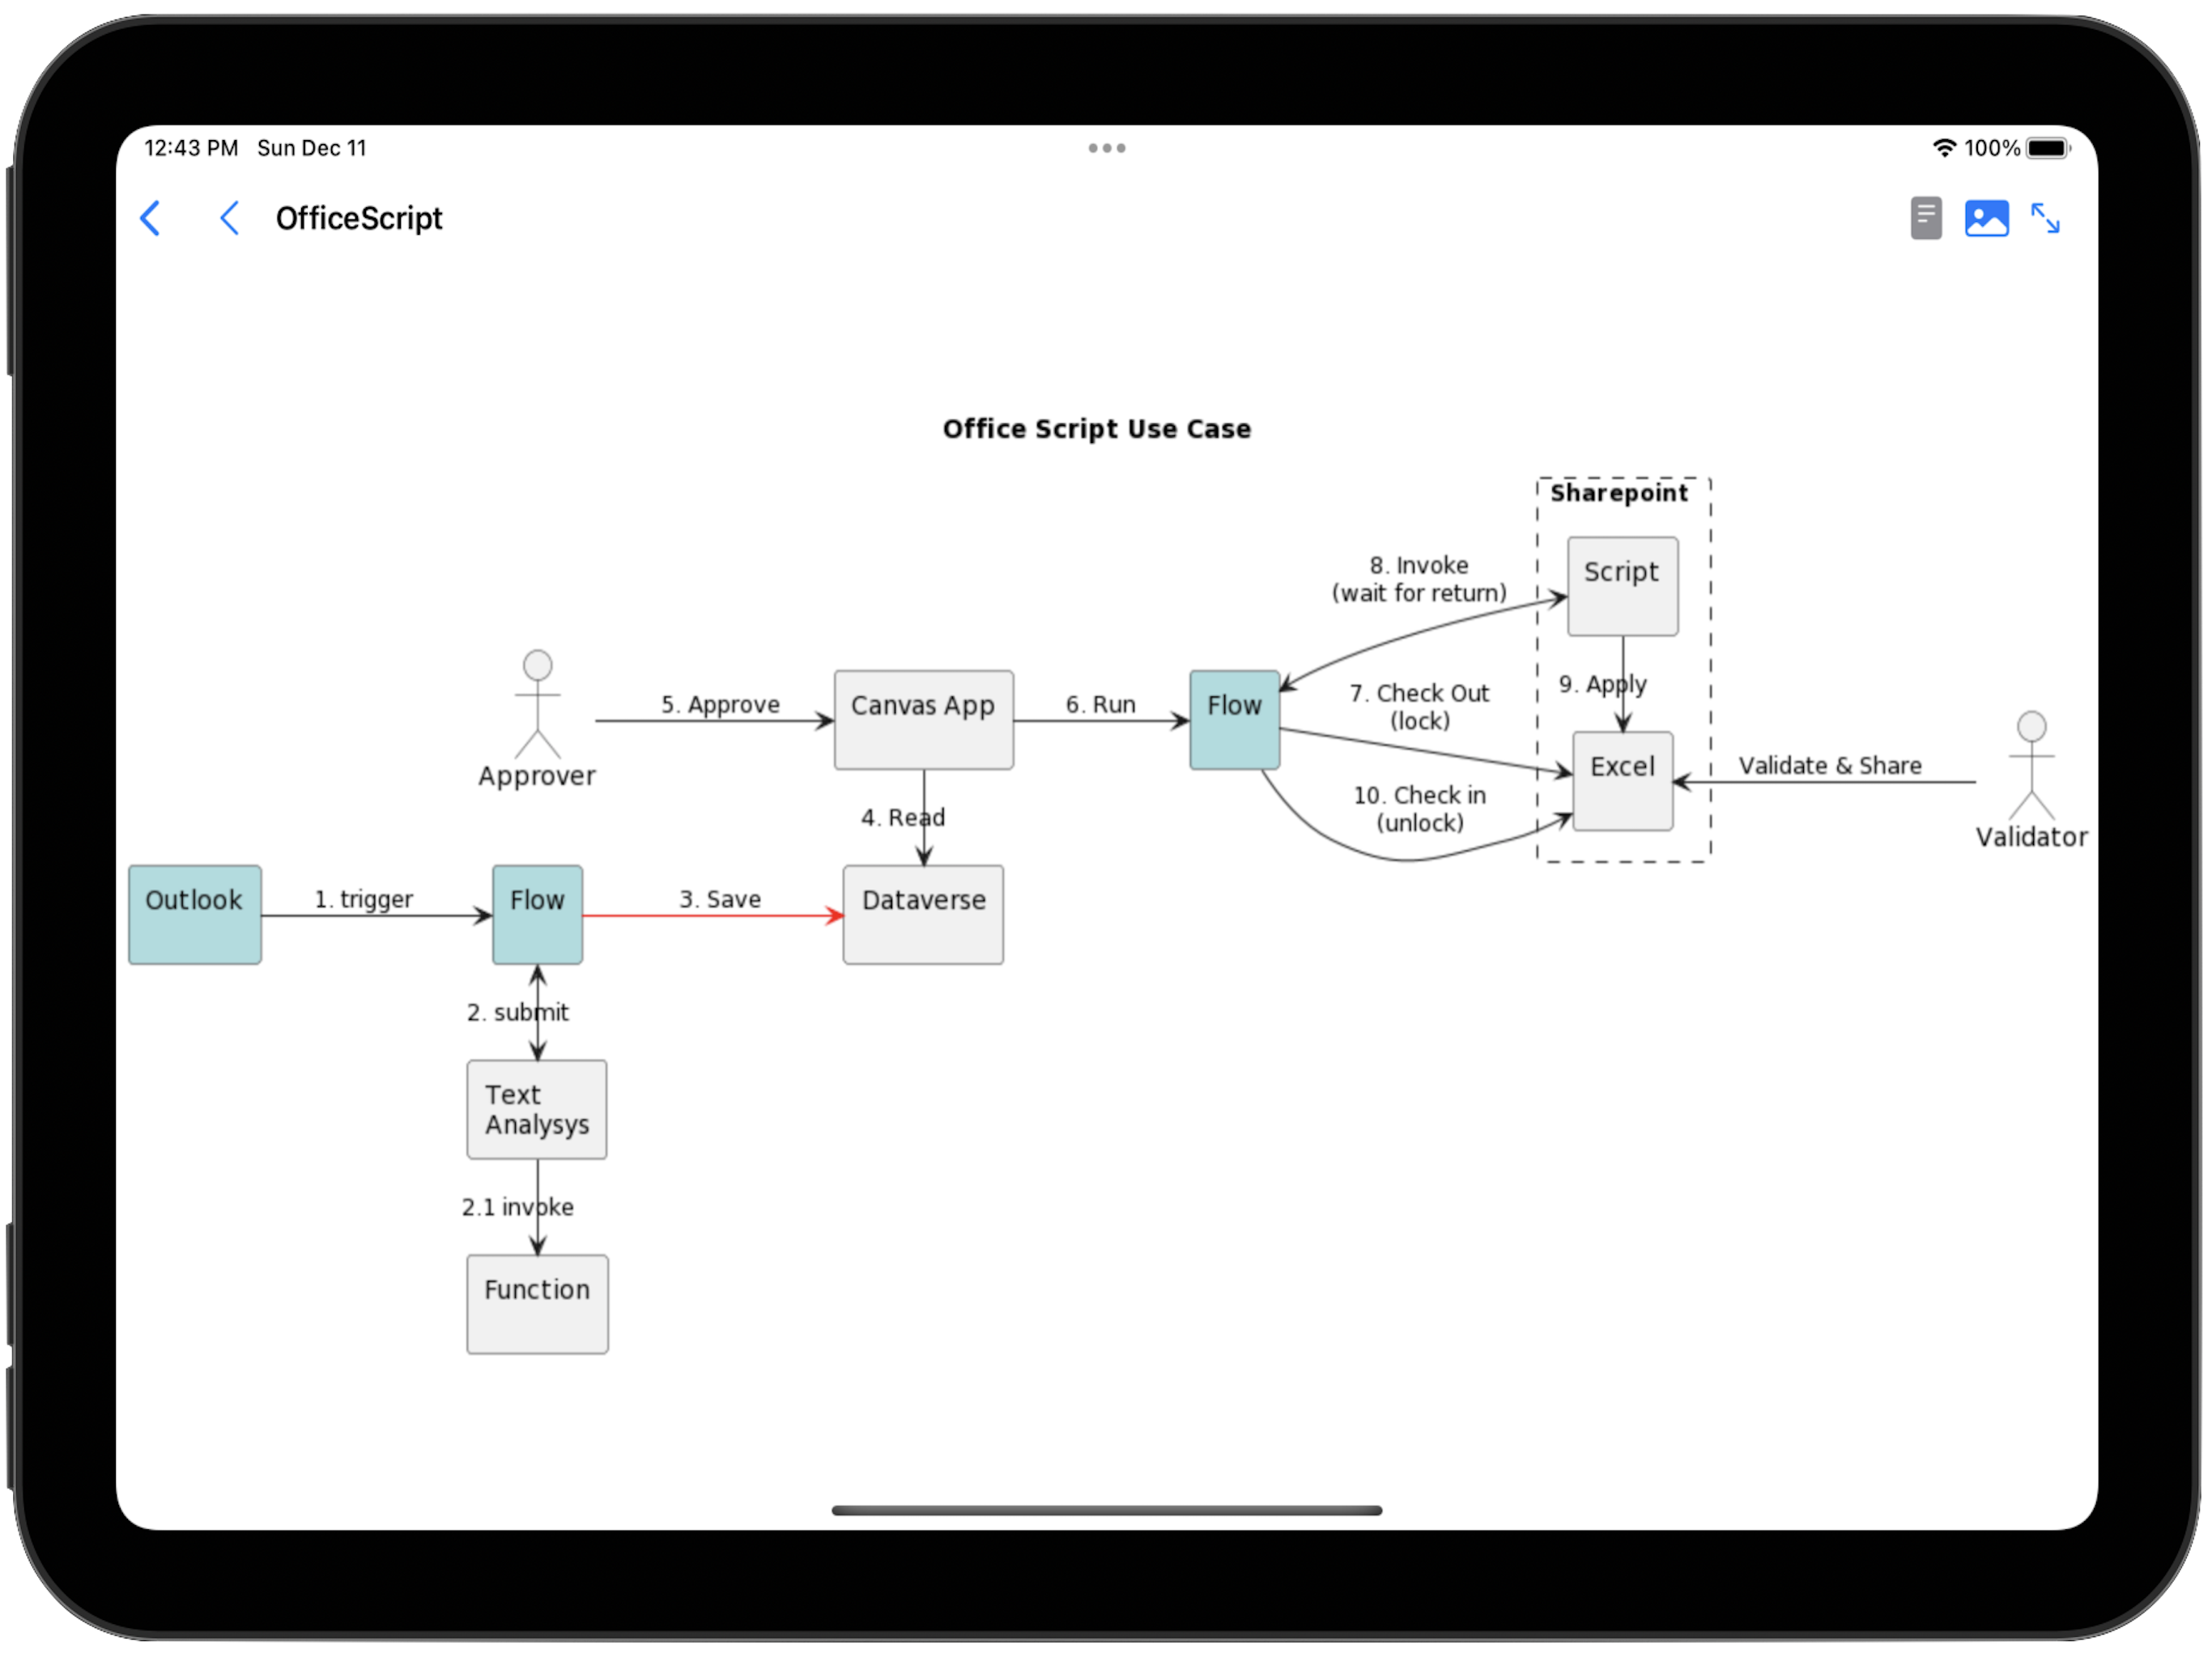 12:43 PM Sun Dec 11
100%
OfficeScript
Office Script Use Case
Sharepoint
Script
8. Invoke
(wait for return)
9. Apply
Approver
5. Approve
Canvas App
6. Run
Flow
7. Check Out
(lock)
Excel
Validate & Share
Validator
10. Check in
(unlock)
4. Read
Outlook
1. trigger
Flow
3. Save
Dataverse
2. submit
Text
Analysys
2.1 invoke
Function